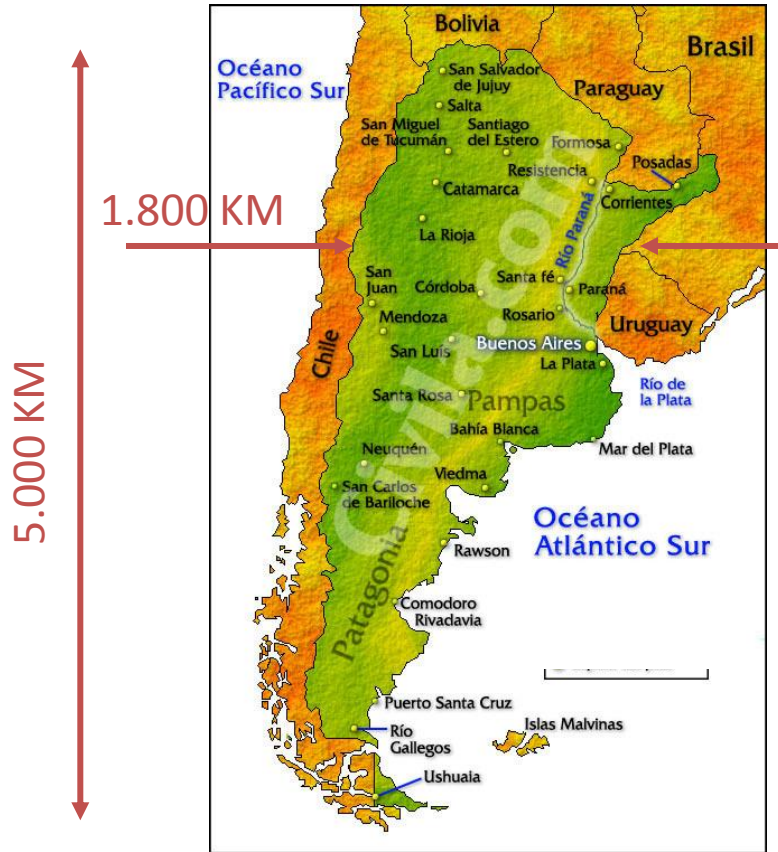 Bolivia
Brasil
Océano
Pacífico Sur
San Salvador
de Jujuy
Paraguay
Salta
San Miguel
de Tucumán
Santiago
del Estero
Formosa
Posadas
Resistencia
Catamarca
Corrientes
1.800 KM
La Rioja
Río Paraná
San
Juan
Córdoba
Santa fé
Paraná
Mendoza
Rosario
Uruguay
Chile
San Luis
Buenos Aires
La Plata
Río de
la Plata
Santa Rosa
Pampas
Bahía Blanca
Mar del Plata
Neuquén
Viedma
San Carlos
de Bariloche
5.000 KM
Océano
Atlántico Sur
Rawson
Patagonia
Comodoro
Rivadavia
Puerto Santa Cruz
Islas Malvinas
Río
Gallegos
Ushuaia
Civila.com